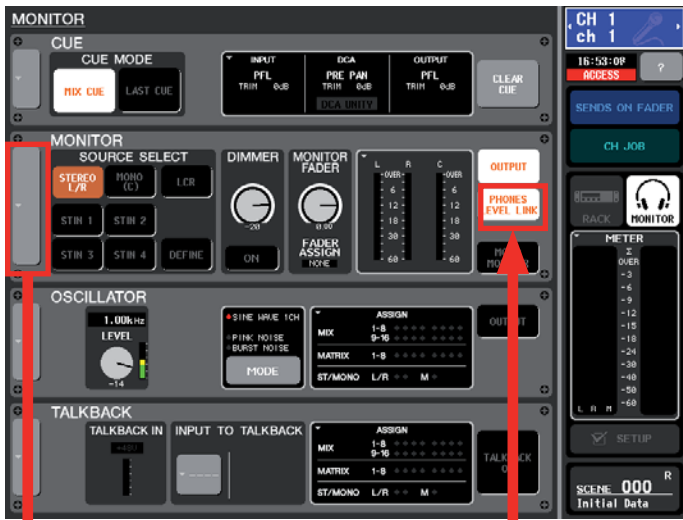 MONITOR
CUE
CUE MODE
MIX CUE
LAST CUE
INPUT
PFL
TRIM 0dB
DCA
PRE PAN
TRIM 0dB
DCA UNITY
OUTPUT
PFL
TRIM 0dB
CLEAR
CUE
MONITOR
SOURCE SELECT
STEREO
L/R
MONO
(C)
LCR
STIN 1
STIN 2
STIN 3
STIN 4
DEFINE
DIMMER
-20
ON
MONITOR
FADER
0.00
FADER
ASSIGN
NONE
L R C
-OVER- -OVER-
6 6
12 12
18 18
30 30
60 60
OUTPUT
PHONES
EVEL LINK
OSCILLATOR
1.00kHz
LEVEL
-14
SINE WAVE 1CH
PINK NOISE
BURST NOISE
MODE
ASSIGN
MIX 1-8
9-16
MATRIX 1-8
ST/MONO L/R M
OUTPUT
TALKBACK
TALKBACK IN
+48V
INPUT TO TALKBACK
ASSIGN
MIX 1-8
9-16
MATRIX 1-8
ST/MONO L/R M
CH 1
ch 1
ACCESS
?
SENDS ON FADER
CH JOB
RACK
MONITOR
METER
Σ
OVER
-3
-6
-9
-12
-15
-18
-24
-30
-40
-50
-60
L R M
SETUP
R
SCENE 000
Initial Data